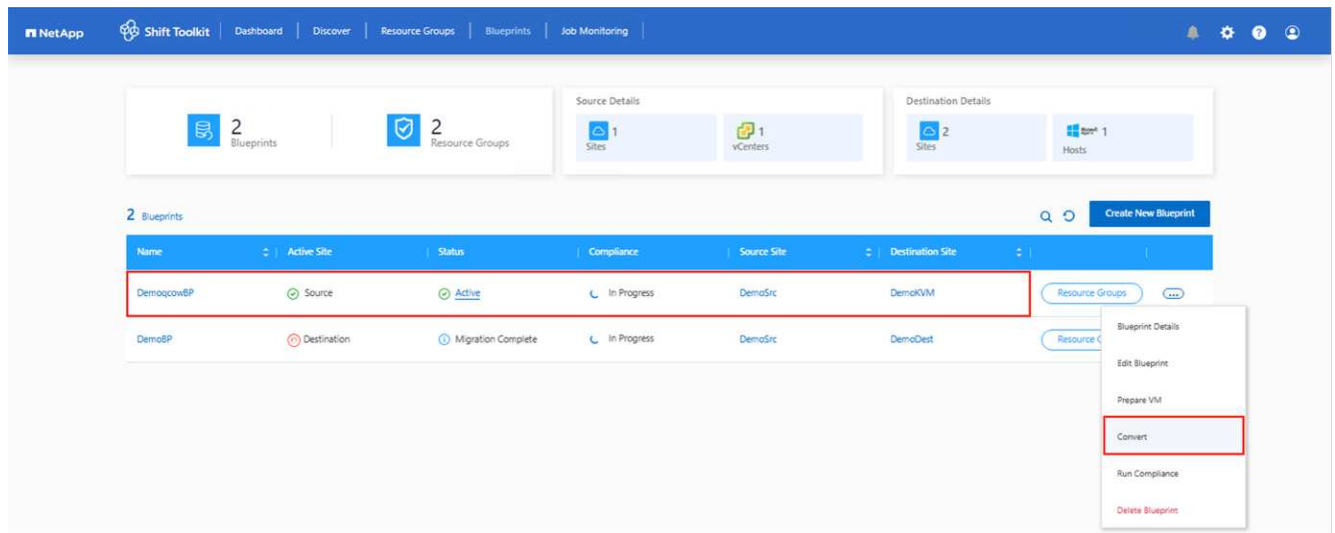 NetApp Shift Toolkit Dashboard Discover Resource Groups Blueprints Job Monitoring
Source Details
Destination Details
2
Blueprints
2
Resource Groups
1
Sites
1
vCenters
2
Sites
1
Hosts
2 Blueprints
Create New Blueprint
Name Active Site Status Compliance Source Site Destination Site
DemoqcowBP Source Active In Progress DemoSrc DemoKVM Resource Groups
DemoBP Destination Migration Complete In Progress DemoSrc DemoDest Resource
Blueprint Details
Edit Blueprint
Prepare VM
Convert
Run Compliance
Delete Blueprint